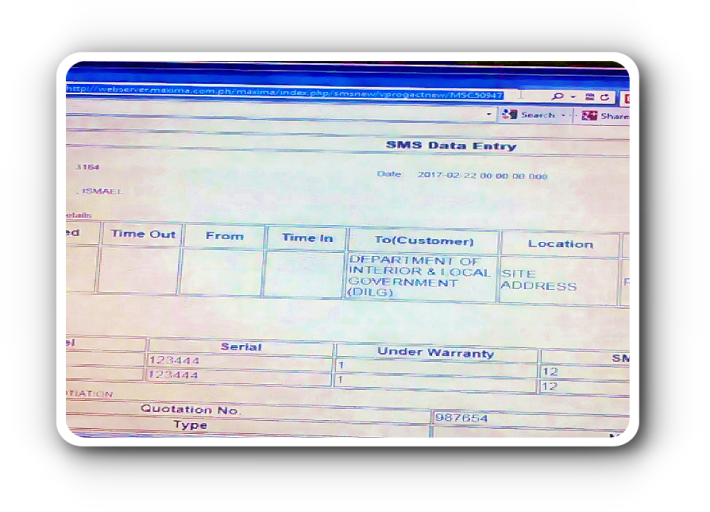 http://webserver.maxima.com.ph/maxima/index.php/smsnew/vprogactnew/MSC50947
Search Share
SMS Data Entry
3164 Date 2017-02-22 00:00:00.000
, ISMAEL
etails
ed Time Out From Time In To(Customer) Location
DEPARTMENT OF
INTERIOR & LOCAL SITE
GOVERNMENT ADDRESS
(DILG)
el Serial Under Warranty SM
123444 1 12
123444 1 12
OTIATION
Quotation No. 987654
Type